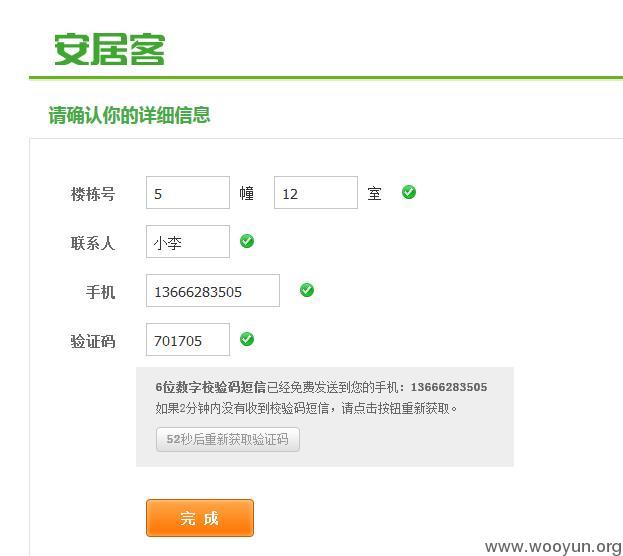 安居客
请确认你的详细信息
楼栋号 5 幢 12 室
联系人 小李
手机 13666283505
验证码 701705
6位数字校验码短信已经免费发送到您的手机：13666283505
如果2分钟内没有收到校验码短信，请点击按钮重新获取。
52秒后重新获取验证码
完成
www.wooyun.org